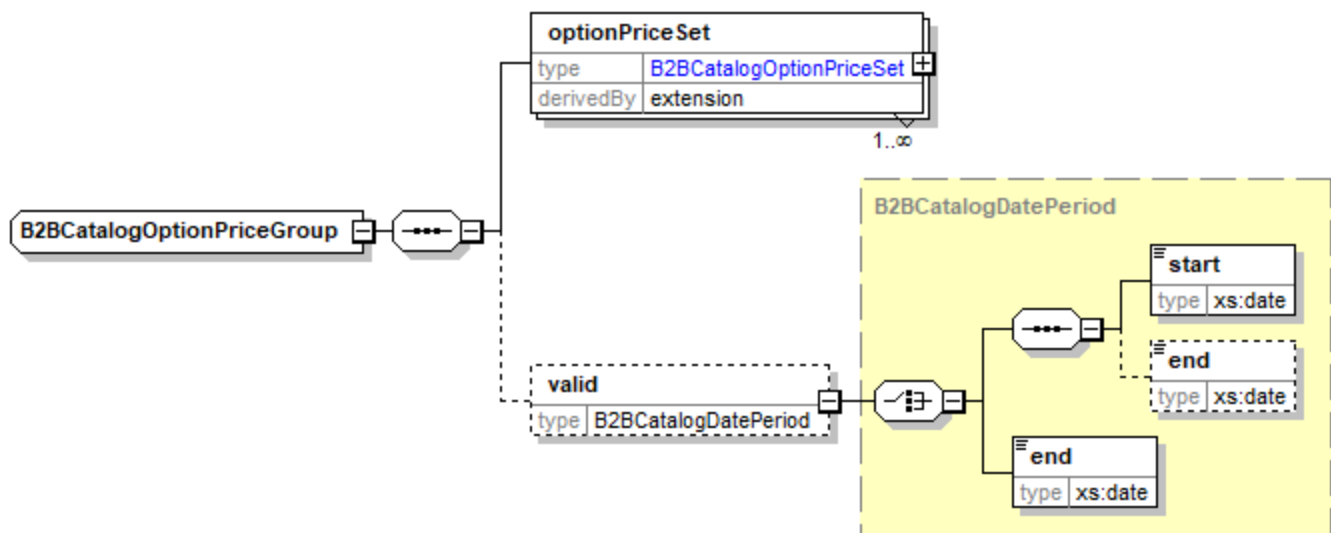 optionPriceSet
type B2BCatalogOptionPriceSet
derivedBy extension
1..∞
B2BCatalogOptionPriceGroup
B2BCatalogDatePeriod
start
type xs:date
end
type xs:date
valid
type B2BCatalogDatePeriod
end
type xs:date